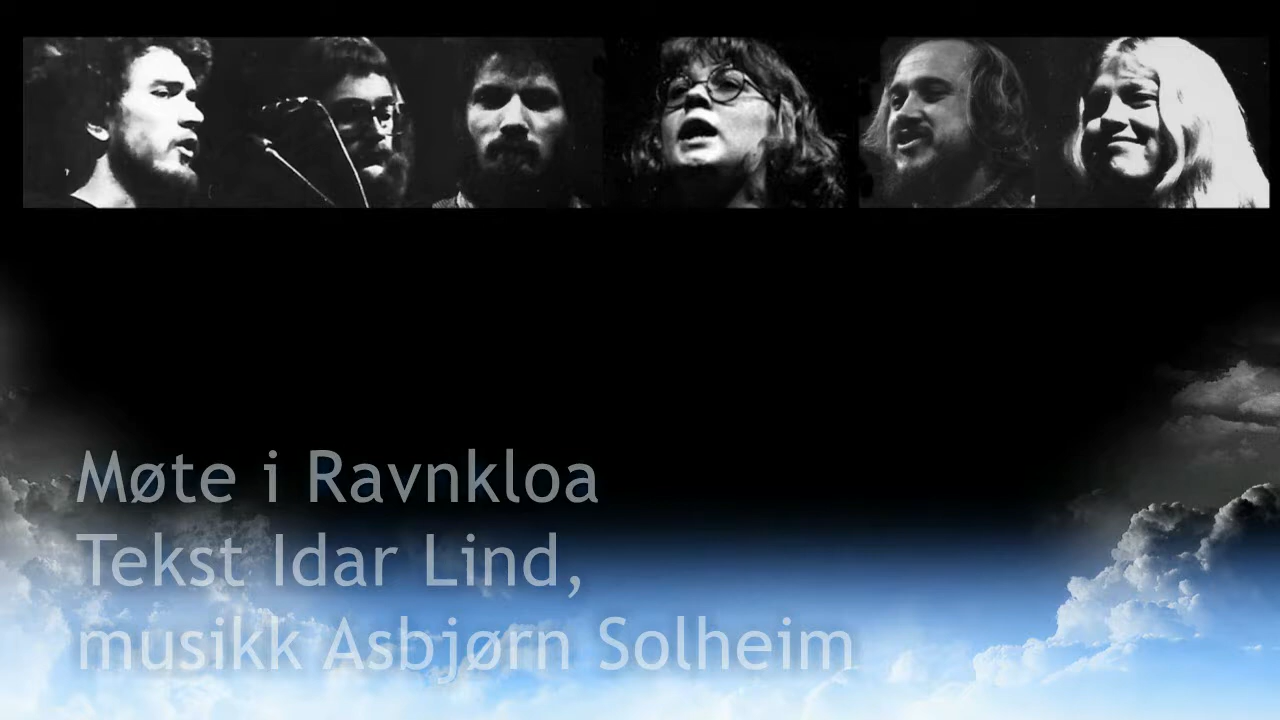 Møte i Ravnkloa
Tekst Idar Lind,
musikk Asbjørn Solheim